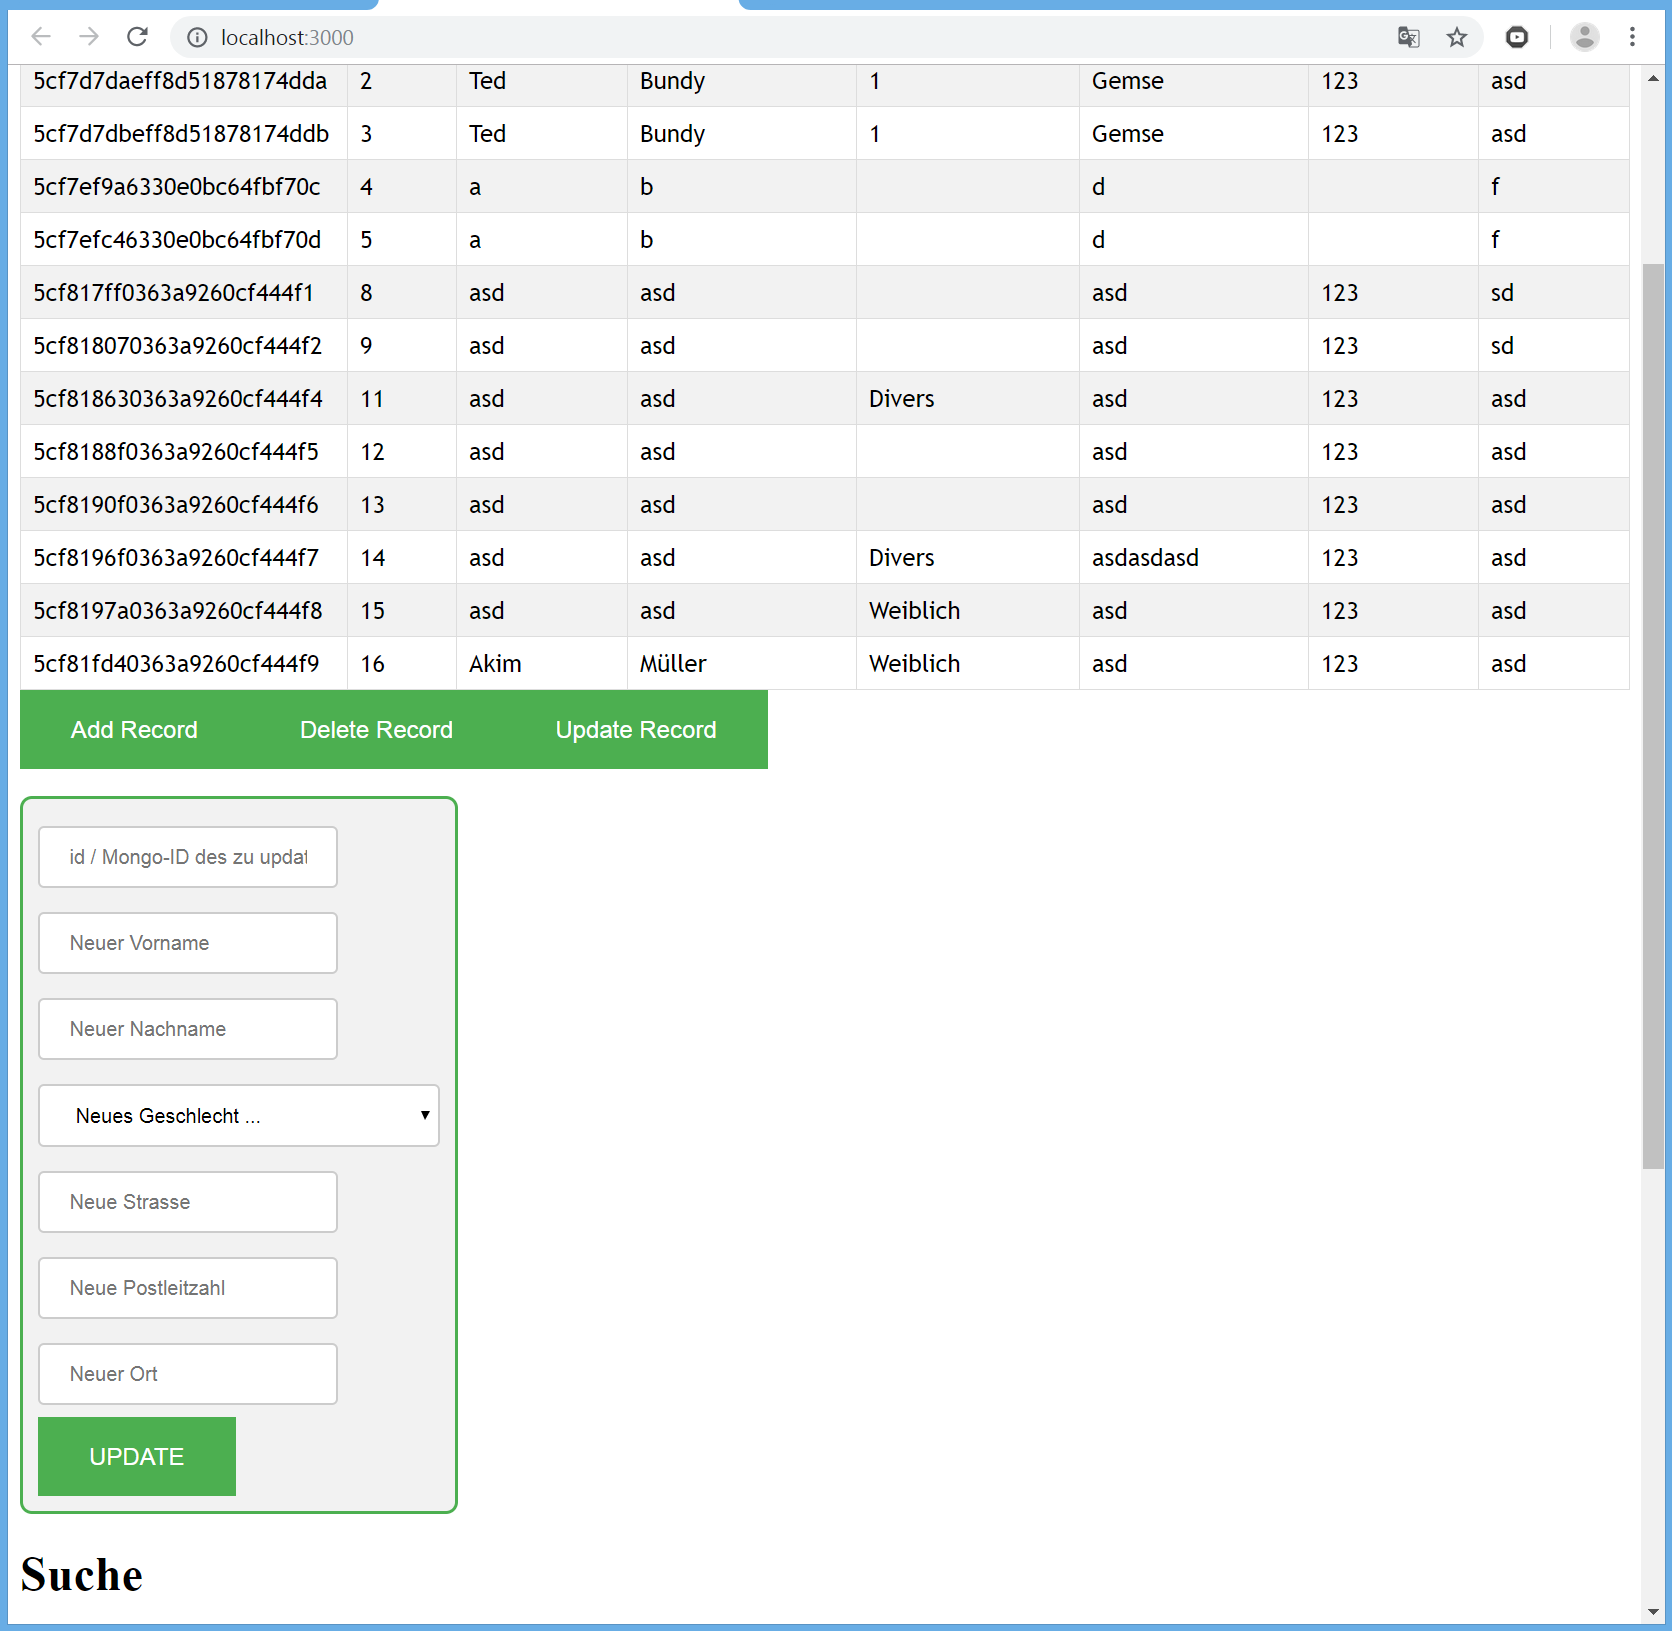 localhost:3000
5cf7d7daeff8d51878174dda 2 Ted Bundy 1 Gemse 123 asd
5cf7d7dbeff8d51878174ddb 3 Ted Bundy 1 Gemse 123 asd
5cf7ef9a6330e0bc64fbf70c 4 a b d f
5cf7efc46330e0bc64fbf70d 5 a b d f
5cf817ff0363a9260cf444f1 8 asd asd asd 123 sd
5cf818070363a9260cf444f2 9 asd asd asd 123 sd
5cf818630363a9260cf444f4 11 asd asd Divers asd 123 asd
5cf8188f0363a9260cf444f5 12 asd asd asd 123 asd
5cf8190f0363a9260cf444f6 13 asd asd asd 123 asd
5cf8196f0363a9260cf444f7 14 asd asd Divers asdasdasd 123 asd
5cf8197a0363a9260cf444f8 15 asd asd Weiblich asd 123 asd
5cf81fd40363a9260cf444f9 16 Akim Müller Weiblich asd 123 asd
Add Record Delete Record Update Record
id / Mongo-ID des zu updat
Neuer Vorname
Neuer Nachname
Neues Geschlecht ...
Neue Strasse
Neue Postleitzahl
Neuer Ort
UPDATE
Suche